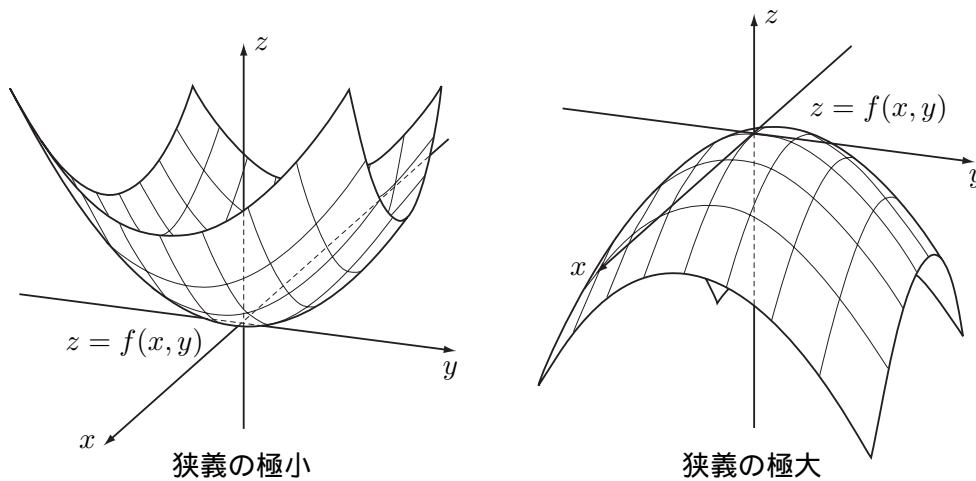 z
z = f(x, y)
y
x
狭義の極小
z
z = f(x, y)
y
x
狭義の極大